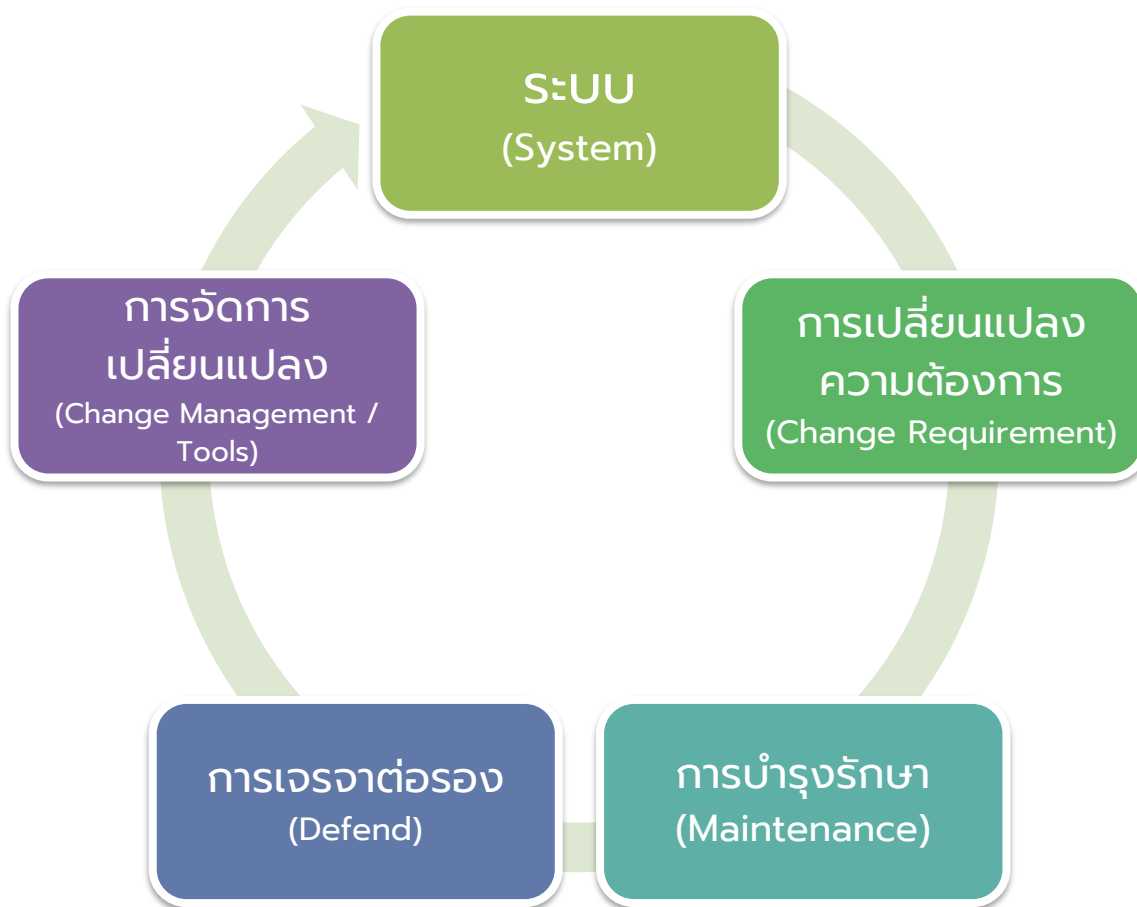 ระบบ
(System)
การเปลี่ยนแปลง
ความต้องการ
(Change Requirement)
การบำรุงรักษา
(Maintenance)
การเจรจาต่อรอง
(Defend)
การจัดการ
เปลี่ยนแปลง
(Change Management /
Tools)